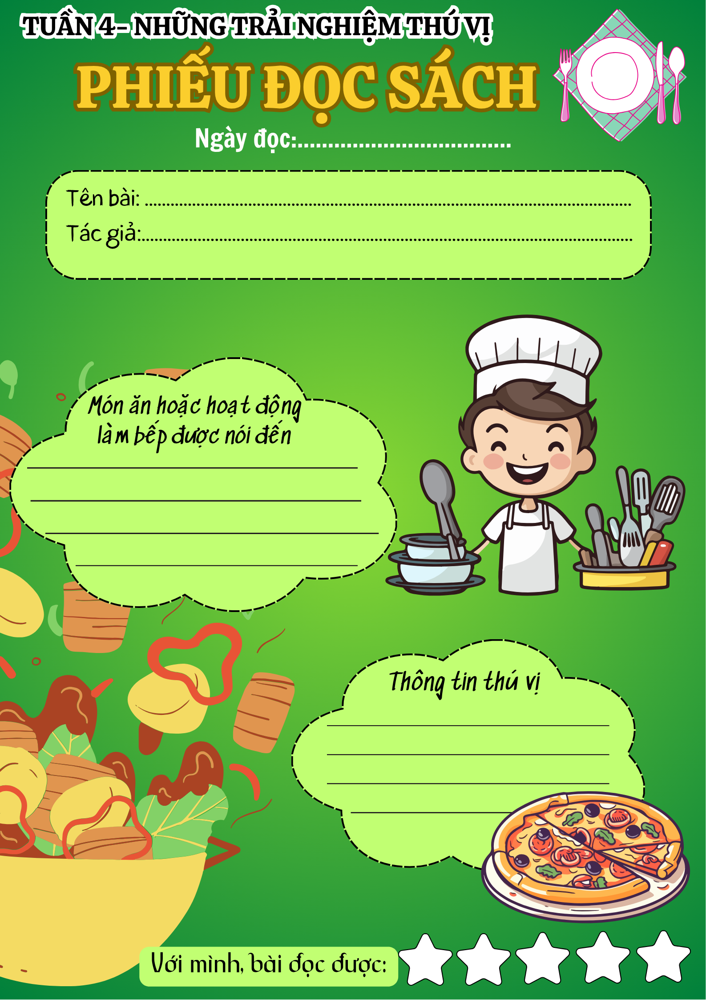 TUẦN 4- NHỮNG TRẢI NGHIỆM THÚ VỊ
PHIẾU ĐỌC SÁCH
Ngày đọc:...................................
Tên bài: ......................................................................................
Tác giả:.......................................................................................
Món ăn hoặc hoạt động
làm bếp được nói đến
Thông tin thú vị
Với mình, bài đọc được: